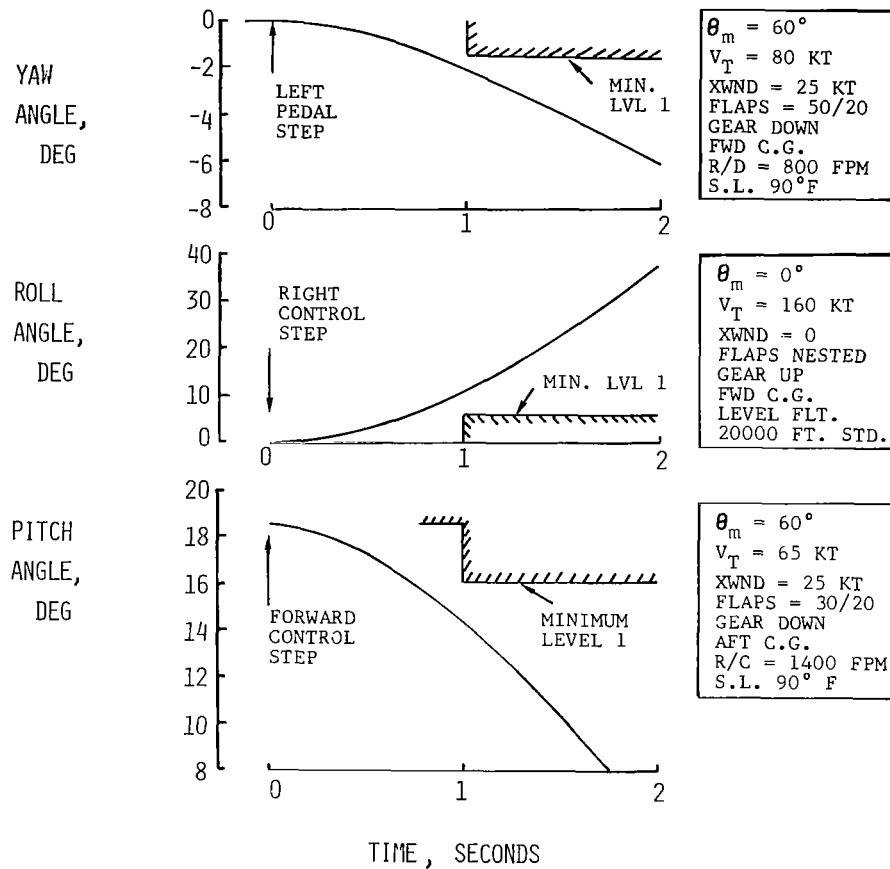 YAW
ANGLE,
DEG
0
-2
-4
-6
-8
LEFT
PEDAL
STEP
MIN.
LVL 1
0
1
2
θm = 60°
VT = 80 KT
XWND = 25 KT
FLAPS = 50/20
GEAR DOWN
FWD C.G.
R/D = 800 FPM
S.L. 90°F
ROLL
ANGLE,
DEG
40
30
20
10
0
RIGHT
CONTROL
STEP
MIN. LVL 1
0
1
2
θm = 0°
VT = 160 KT
XWND = 0
FLAPS NESTED
GEAR UP
FWD C.G.
LEVEL FLT.
20000 FT. STD.
PITCH
ANGLE,
DEG
20
18
16
14
12
10
8
FORWARD
CONTROL
STEP
MINIMUM
LEVEL 1
0
1
2
θm = 60°
VT = 65 KT
XWND = 25 KT
FLAPS = 30/20
GEAR DOWN
AFT C.G.
R/C = 1400 FPM
S.L. 90° F
TIME, SECONDS